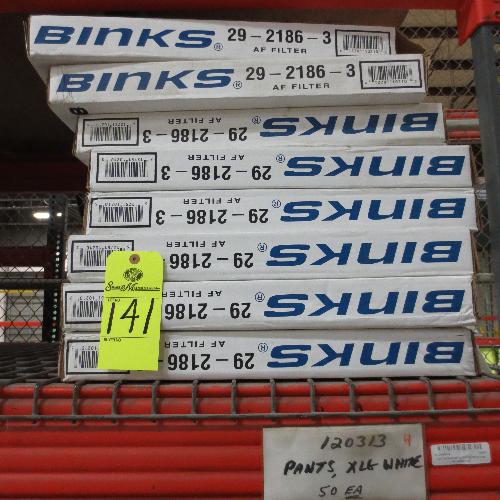 BINKS® 29-2186-3
AF FILTER
BINKS® 29-2186-3
AF FILTER
BINKS® 29-2186-3
AF FILTER
BINKS® 29-2186-3
AF FILTER
BINKS® 29-2186-3
AF FILTER
BINKS® 29-2186
AF FILTER
BINKS® 29-2186
AF FILTER
BINKS® 29-2186
AF FILTER
141
120313 4
PANTS, XLG WHITE
50 EA